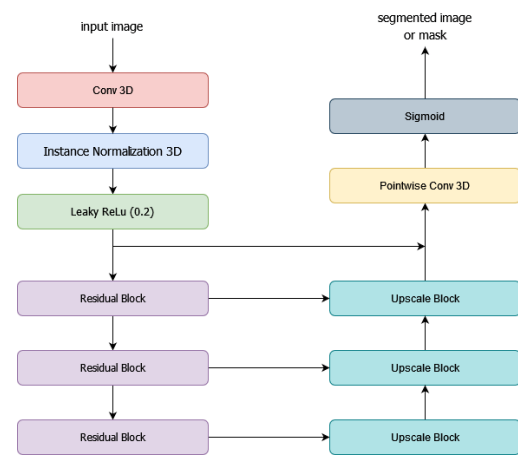 input image
segmented image
or mask
Conv 3D
Sigmoid
Instance Normalization 3D
Pointwise Conv 3D
Leaky ReLu (0.2)
Residual Block
Upscale Block
Residual Block
Upscale Block
Residual Block
Upscale Block